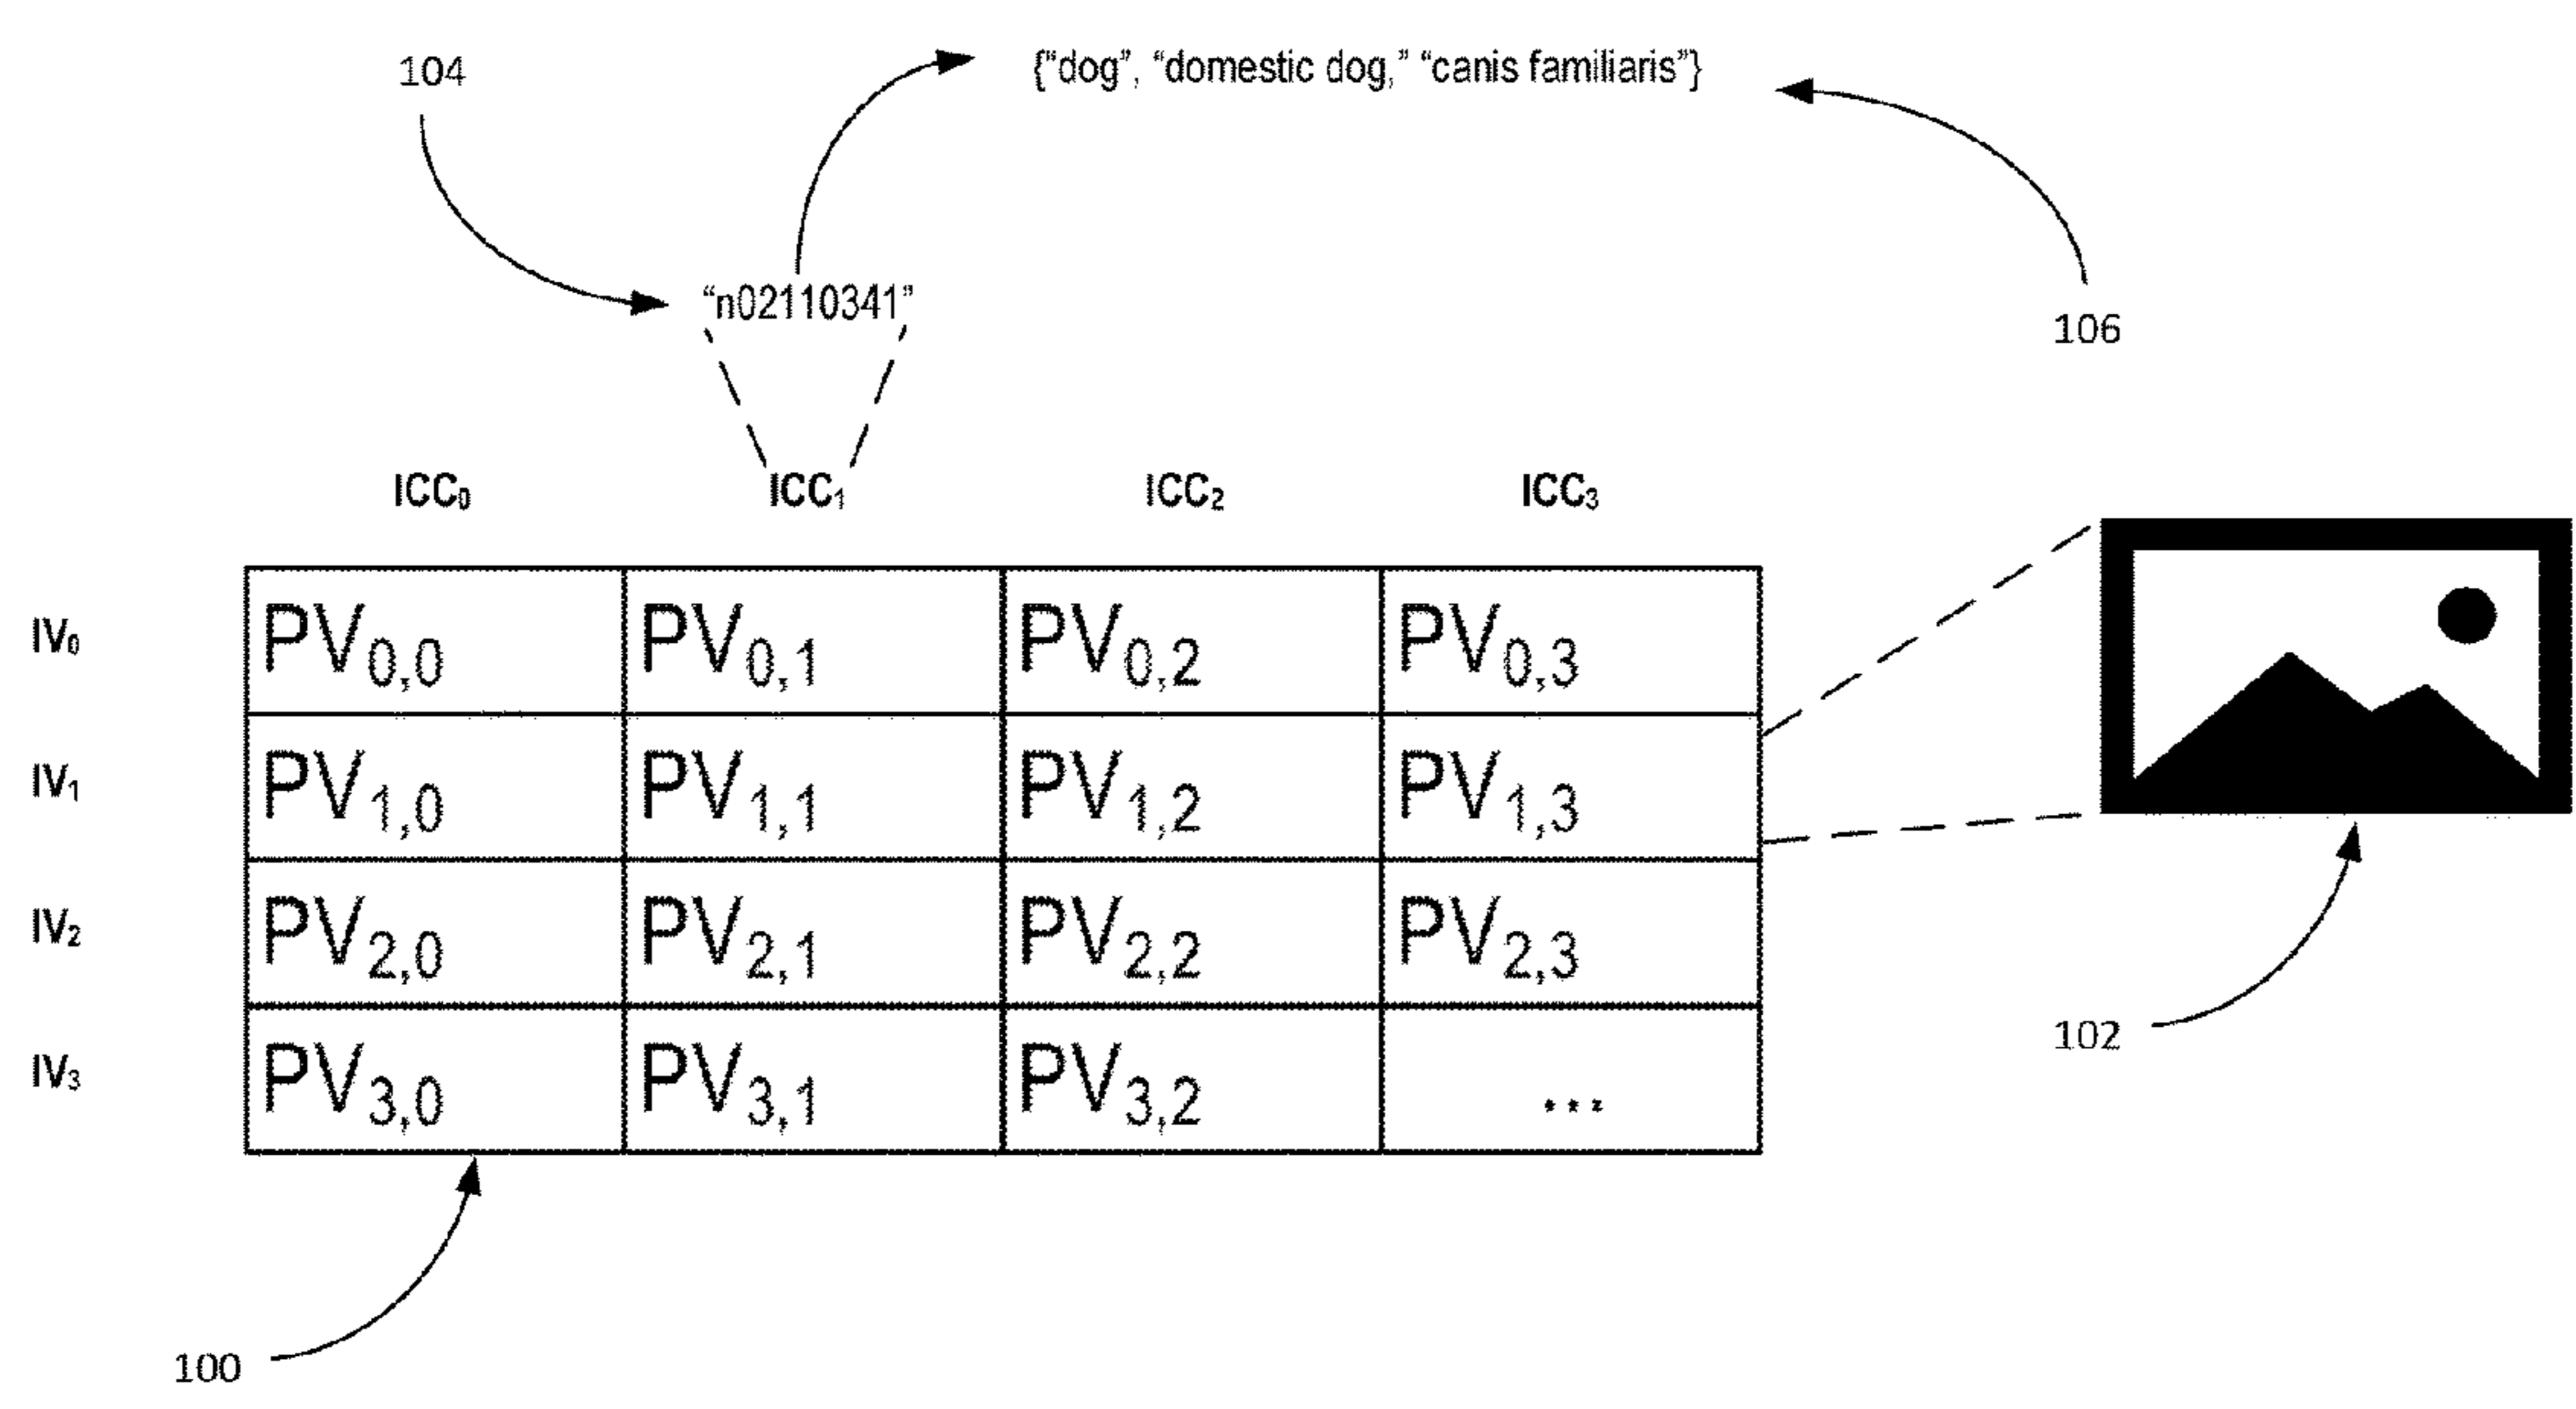 104
{"dog", "domestic dog," "canis familiaris"}
"n02110341"
106
ICC₀ ICC₁ ICC₂ ICC₃
IV₀ PV₀,₀ PV₀,₁ PV₀,₂ PV₀,₃
IV₁ PV₁,₀ PV₁,₁ PV₁,₂ PV₁,₃
IV₂ PV₂,₀ PV₂,₁ PV₂,₂ PV₂,₃
IV₃ PV₃,₀ PV₃,₁ PV₃,₂ ...
102
100